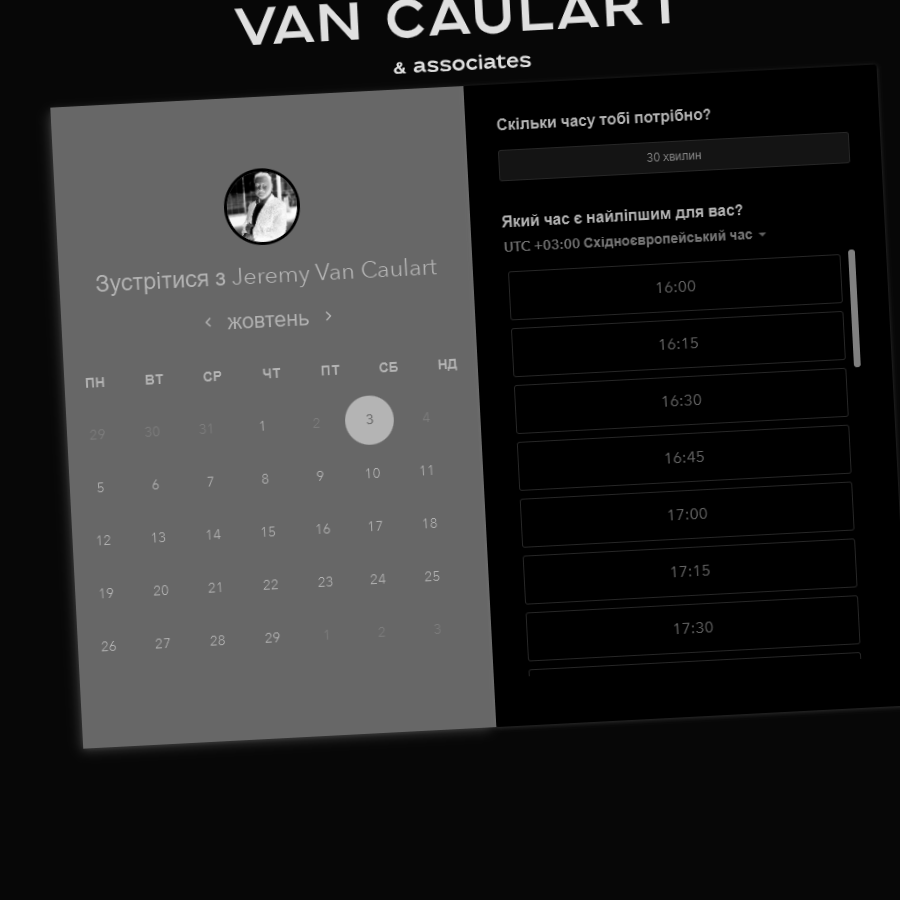 VAN CAULART
& associates
Зустрітися з Jeremy Van Caulart
‹ жовтень ›
ПН ВТ СР ЧТ ПТ СБ НД
29 30 31 1 2 3 4
5 6 7 8 9 10 11
12 13 14 15 16 17 18
19 20 21 22 23 24 25
26 27 28 29 1 2 3
Скільки часу тобі потрібно?
30 хвилин
Який час є найліпшим для вас?
UTC +03:00 Східноєвропейський час
16:00
16:15
16:30
16:45
17:00
17:15
17:30